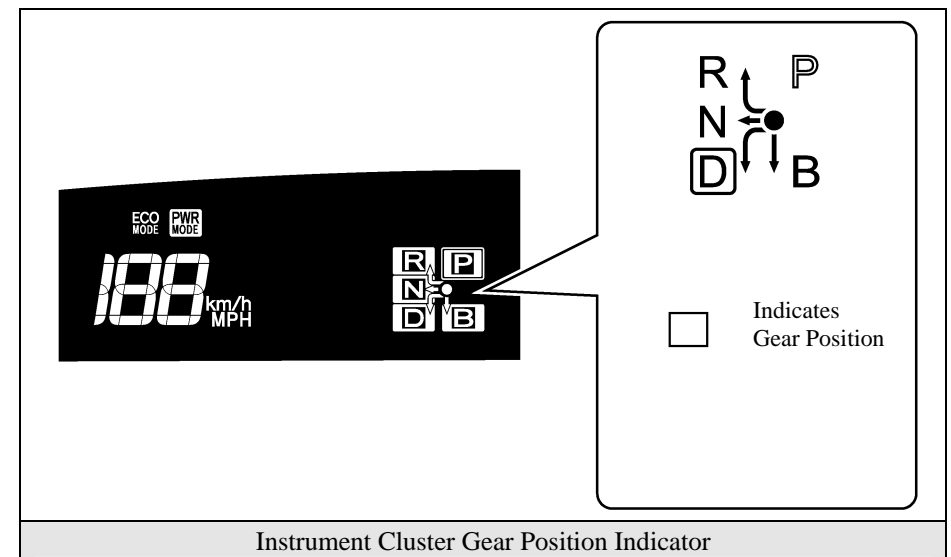 ECO
MODE
PWR
MODE
188
km/h
MPH
R
P
N
D
B
R
P
N
D
B
Indicates
Gear Position
Instrument Cluster Gear Position Indicator